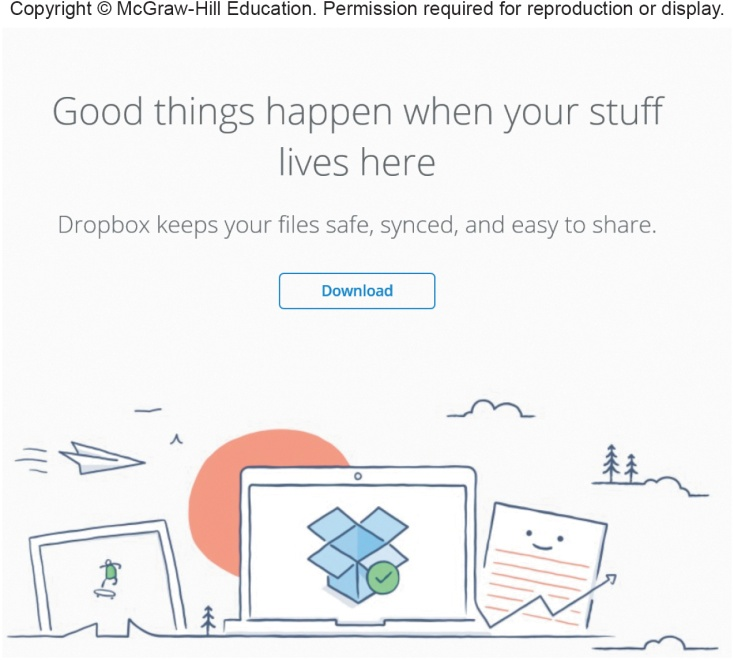 Copyright © McGraw-Hill Education. Permission required for reproduction or display.
Good things happen when your stuff
lives here
Dropbox keeps your files safe, synced, and easy to share.
Download